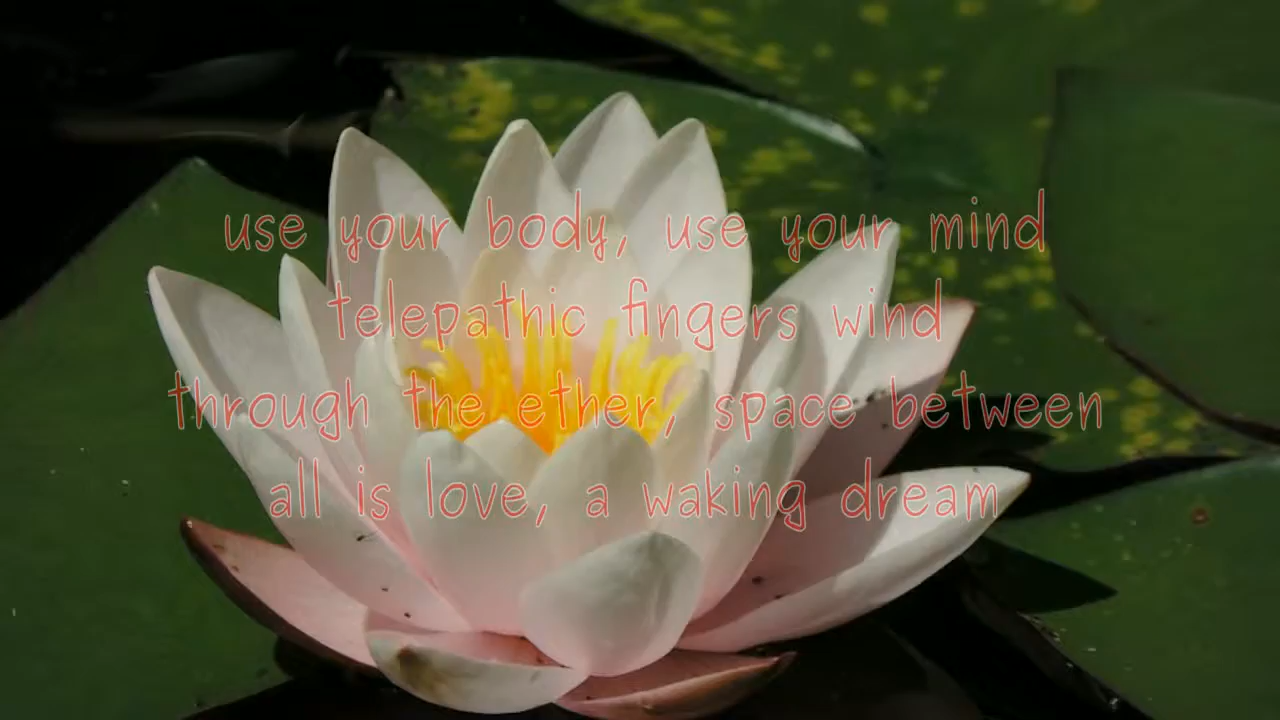 use your body, use your mind
telepathic fingers wind
through the ether, space between
all is love, a waking dream